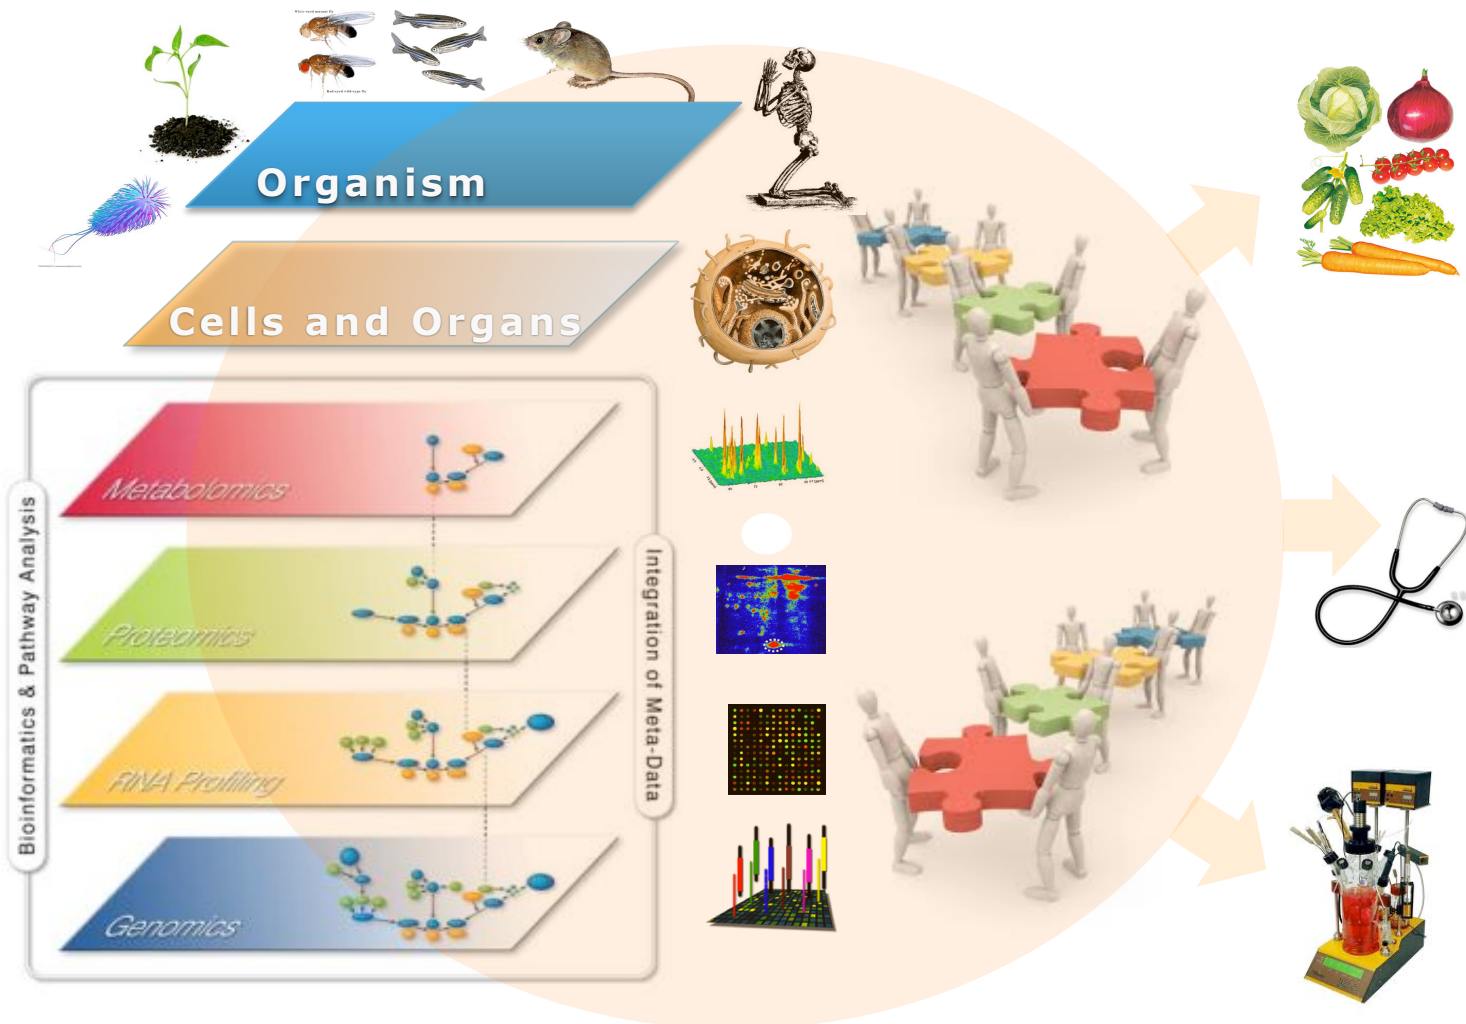 Organism
Cells and Organs
Bioinformatics & Pathway Analysis
Metabolomics
Proteomics
RNA Profiling
Genomics
Integration of Meta-Data